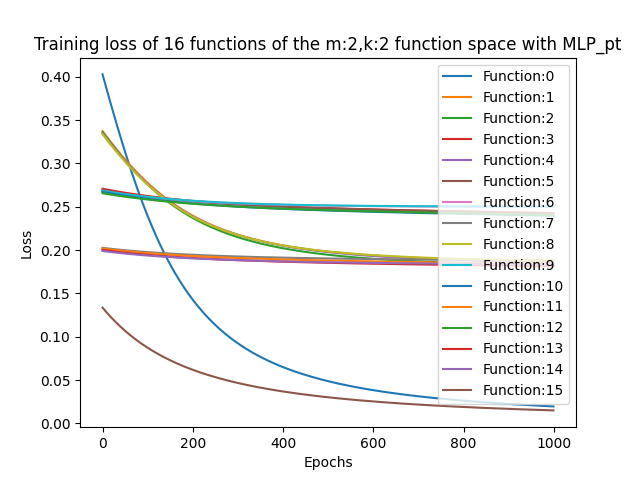 Training loss of 16 functions of the m:2,k:2 function space with MLP_pt
0.40
0.35
0.30
0.25
0.20
0.15
0.10
0.05
0.00
Loss
0 200 400 600 800 1000
Epochs
Function:0
Function:1
Function:2
Function:3
Function:4
Function:5
Function:6
Function:7
Function:8
Function:9
Function:10
Function:11
Function:12
Function:13
Function:14
Function:15